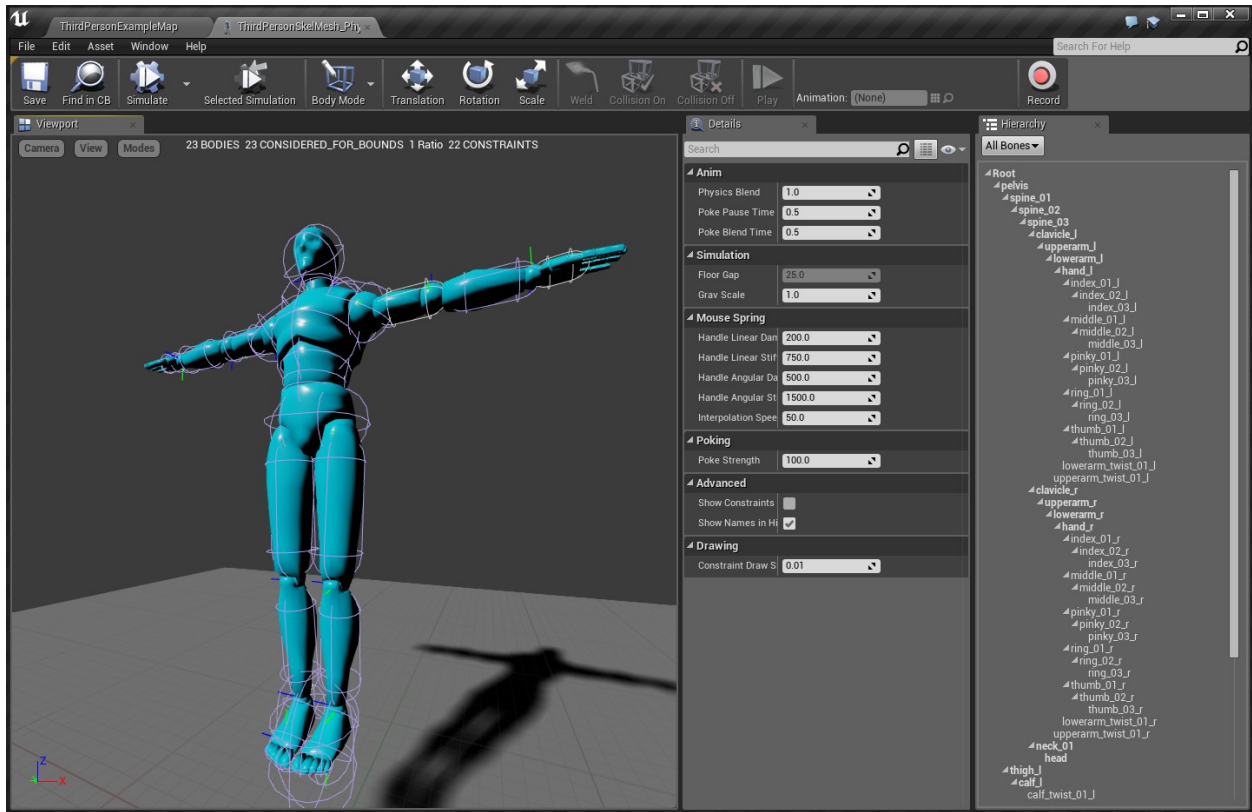 ThirdPersonExampleMap
ThirdPersonSkelMesh_Phy
File Edit Asset Window Help
Search For Help
Save Find in CB Simulate Selected Simulation Body Mode Translation Rotation Scale Weld Collision On Collision Off Play Animation: (None) Record
Viewport
Camera View Modes 23 BODIES 23 CONSIDERED_FOR_BOUNDS 1 Ratio 22 CONSTRAINTS
Z
X
Details
Search
Anim
Physics Blend 1.0
Poke Pause Time 0.5
Poke Blend Time 0.5
Simulation
Floor Gap 25.0
Grav Scale 1.0
Mouse Spring
Handle Linear Dam 200.0
Handle Linear Stif 750.0
Handle Angular Da 500.0
Handle Angular St 1500.0
Interpolation Spee 50.0
Poking
Poke Strength 100.0
Advanced
Show Constraints
Show Names in Hi
Drawing
Constraint Draw S 0.01
Hierarchy
All Bones
Root
pelvis
spine_01
spine_02
spine_03
clavicle_l
upperarm_l
lowerarm_l
hand_l
index_01_l
index_02_l
index_03_l
middle_01_l
middle_02_l
middle_03_l
pinky_01_l
pinky_02_l
pinky_03_l
ring_01_l
ring_02_l
ring_03_l
thumb_01_l
thumb_02_l
thumb_03_l
lowerarm_twist_01_l
upperarm_twist_01_l
clavicle_r
upperarm_r
lowerarm_r
hand_r
index_01_r
index_02_r
index_03_r
middle_01_r
middle_02_r
middle_03_r
pinky_01_r
pinky_02_r
pinky_03_r
ring_01_r
ring_02_r
ring_03_r
thumb_01_r
thumb_02_r
thumb_03_r
lowerarm_twist_01_r
upperarm_twist_01_r
neck_01
head
thigh_l
calf_l
calf_twist_01_l